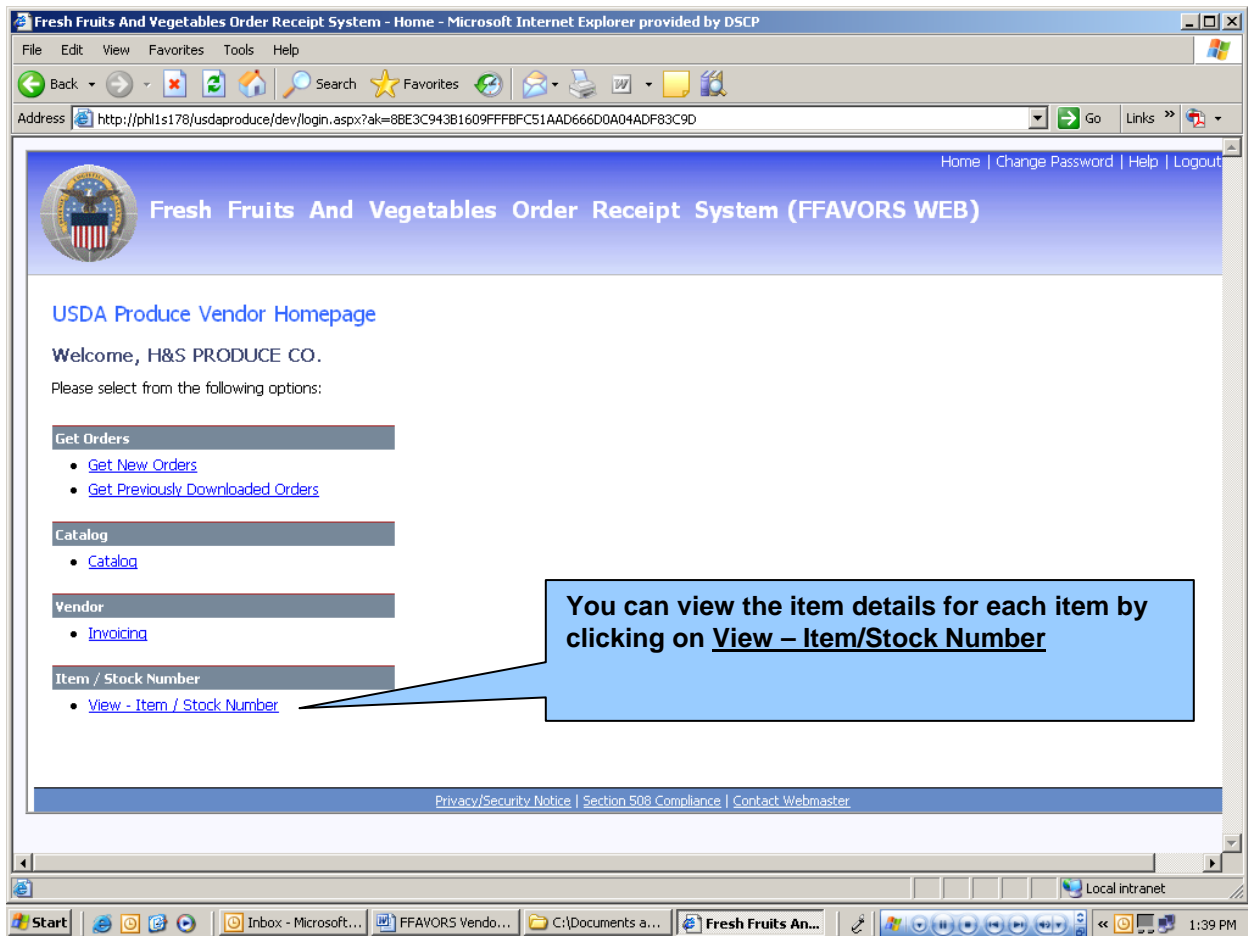 Fresh Fruits And Vegetables Order Receipt System - Home - Microsoft Internet Explorer provided by DSCP
File Edit View Favorites Tools Help
Back Search Favorites
Address http://phl1s178/usdaproduce/dev/login.aspx?ak=8BE3C943B1609FFFBFC51AAD666D0A04ADF83C9D Go Links »
Home | Change Password | Help | Logout
Fresh Fruits And Vegetables Order Receipt System (FFAVORS WEB)
USDA Produce Vendor Homepage
Welcome, H&S PRODUCE CO.
Please select from the following options:
Get Orders
• Get New Orders
• Get Previously Downloaded Orders
Catalog
• Catalog
Vendor
• Invoicing
Item / Stock Number
• View - Item / Stock Number
You can view the item details for each item by
clicking on View – Item/Stock Number
Privacy/Security Notice | Section 508 Compliance | Contact Webmaster
Local intranet
Start Inbox - Microsoft... FFAVORS Vendo... C:\Documents a... Fresh Fruits An... « 1:39 PM